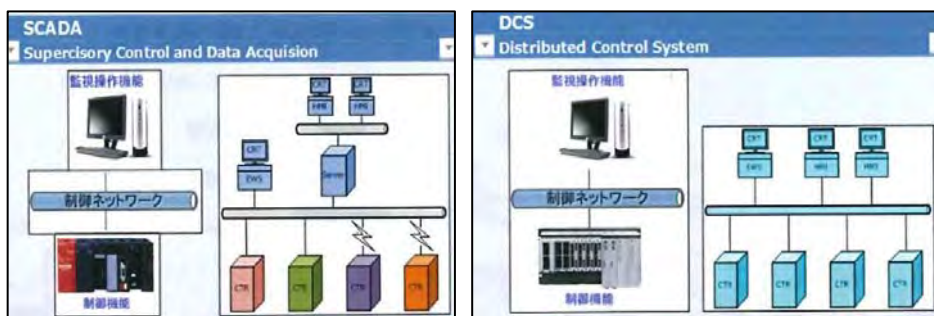 SCADA
Supercisory Control and Data Acquision
監視操作機能
制御ネットワーク
制御機能
CRT
CRT
HMI
HMI
CRT
EWS
Server
CTR
CTR
CTR
CTR
DCS
Distributed Control System
監視操作機能
制御ネットワーク
制御機能
CRT
CRT
CRT
EWS
HMI
HMI
CTR
CTR
CTR
CTR